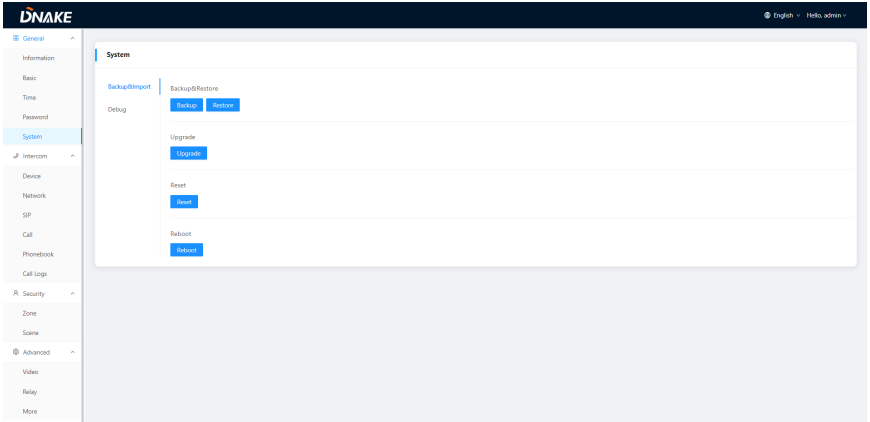 DNAKE
English
Hello, admin
General
Information
Basic
Time
Password
System
Intercom
Device
Network
SIP
Call
Phonebook
Call Logs
Security
Zone
Scene
Advanced
Video
Relay
More
System
Backup&Import
Debug
Backup&Restore
Backup
Restore
Upgrade
Upgrade
Reset
Reset
Reboot
Reboot